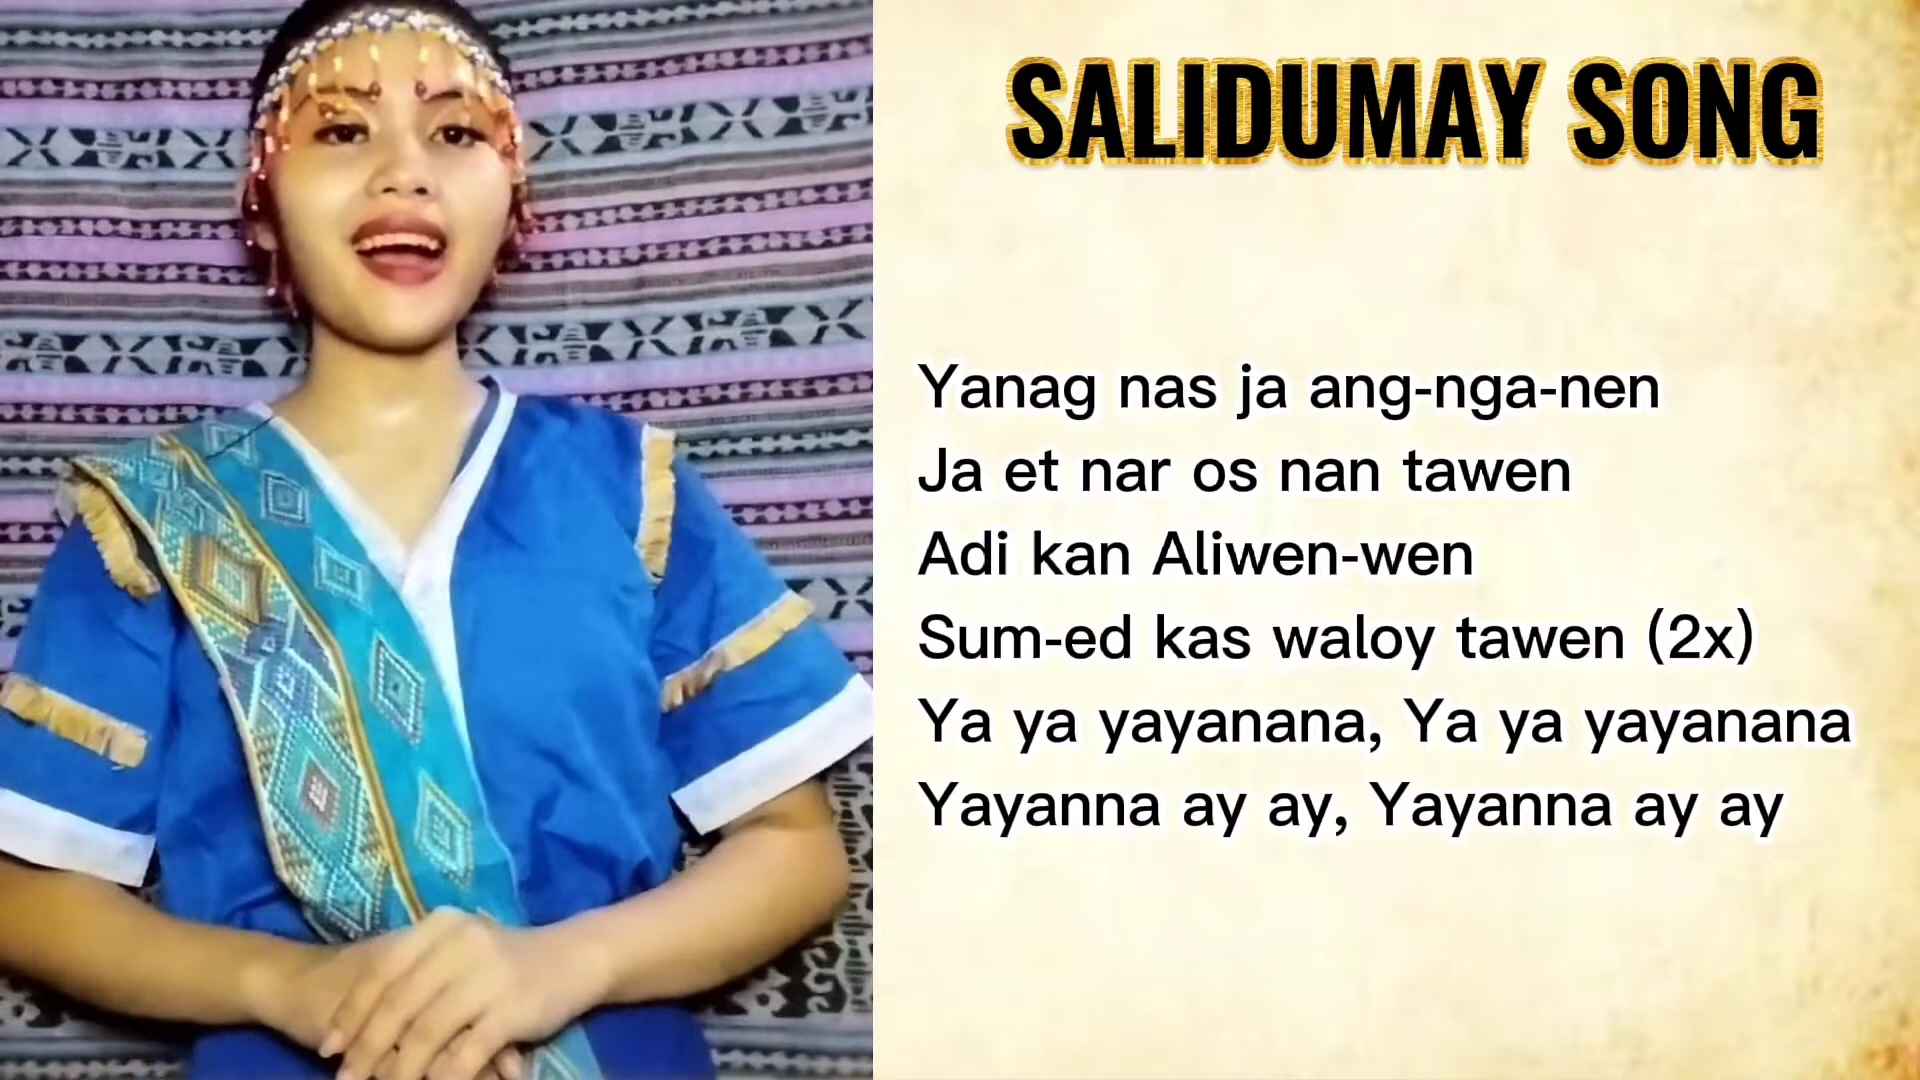 SALIDUMAY SONG
Yanag nas ja ang-nga-nen
Ja et nar os nan tawen
Adi kan Aliwen-wen
Sum-ed kas waloy tawen (2x)
Ya ya yayanana, Ya ya yayanana
Yayanna ay ay, Yayanna ay ay